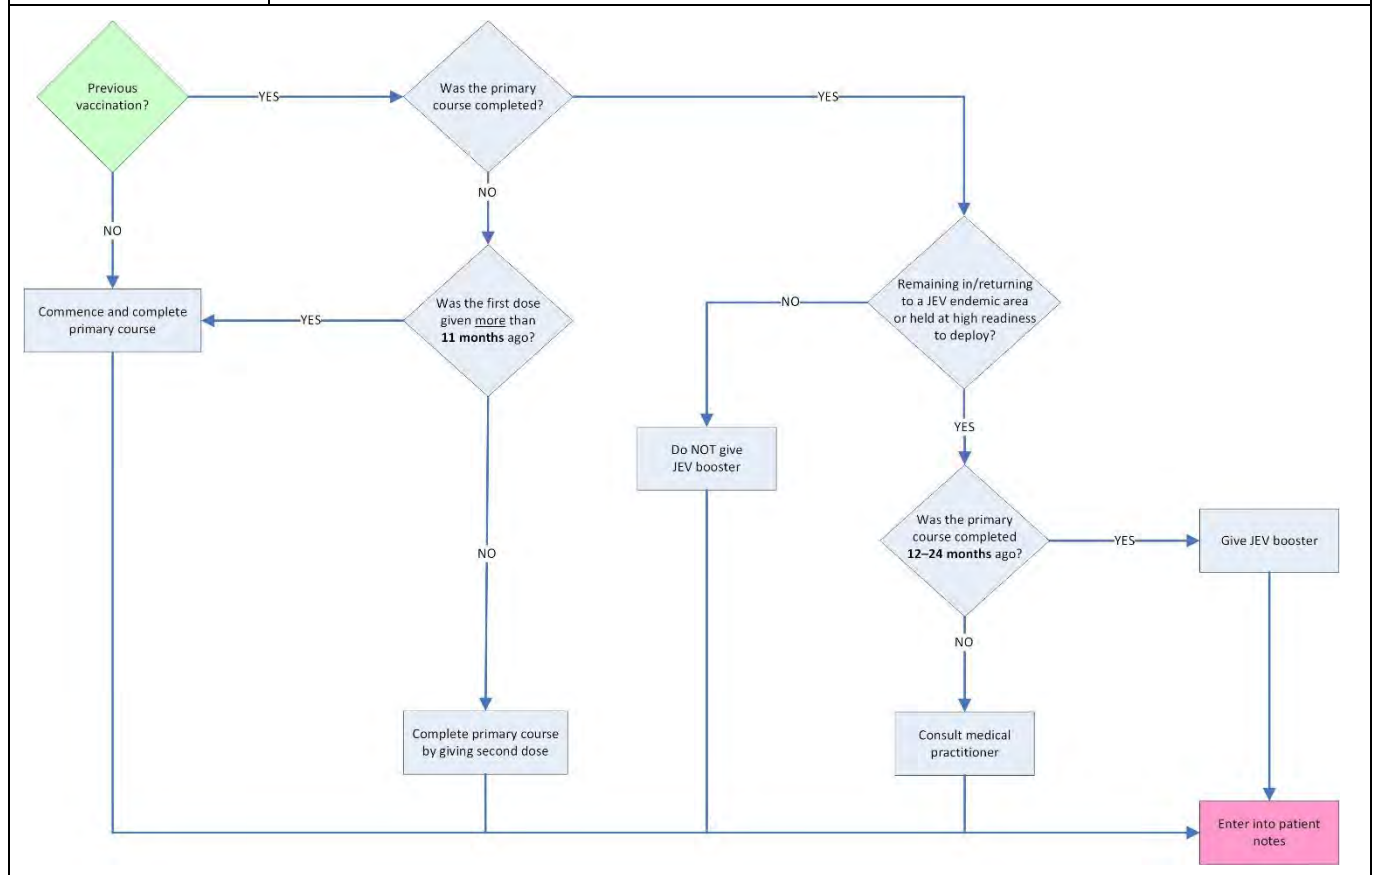 Previous
vaccination?
YES
Was the primary
course completed?
YES
NO
NO
Commence and complete
primary course
YES
Was the first dose
given more than
11 months ago?
NO
Remaining in/returning
to a JEV endemic area
or held at high readiness
to deploy?
Do NOT give
JEV booster
YES
NO
Was the primary
course completed
12–24 months ago?
YES
Give JEV booster
NO
Complete primary course
by giving second dose
Consult medical
practitioner
Enter into patient
notes